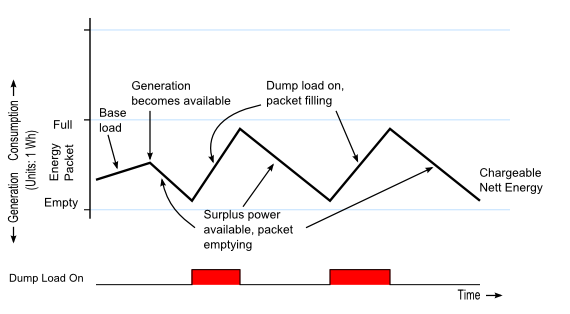 Generation
becomes available
Dump load on,
packet filling
Base
load
Full
Energy
Packet
Empty
← Generation   Consumption →
(Units: 1 Wh)
Chargeable
Nett Energy
Surplus power
available, packet
emptying
Dump Load On
Time →